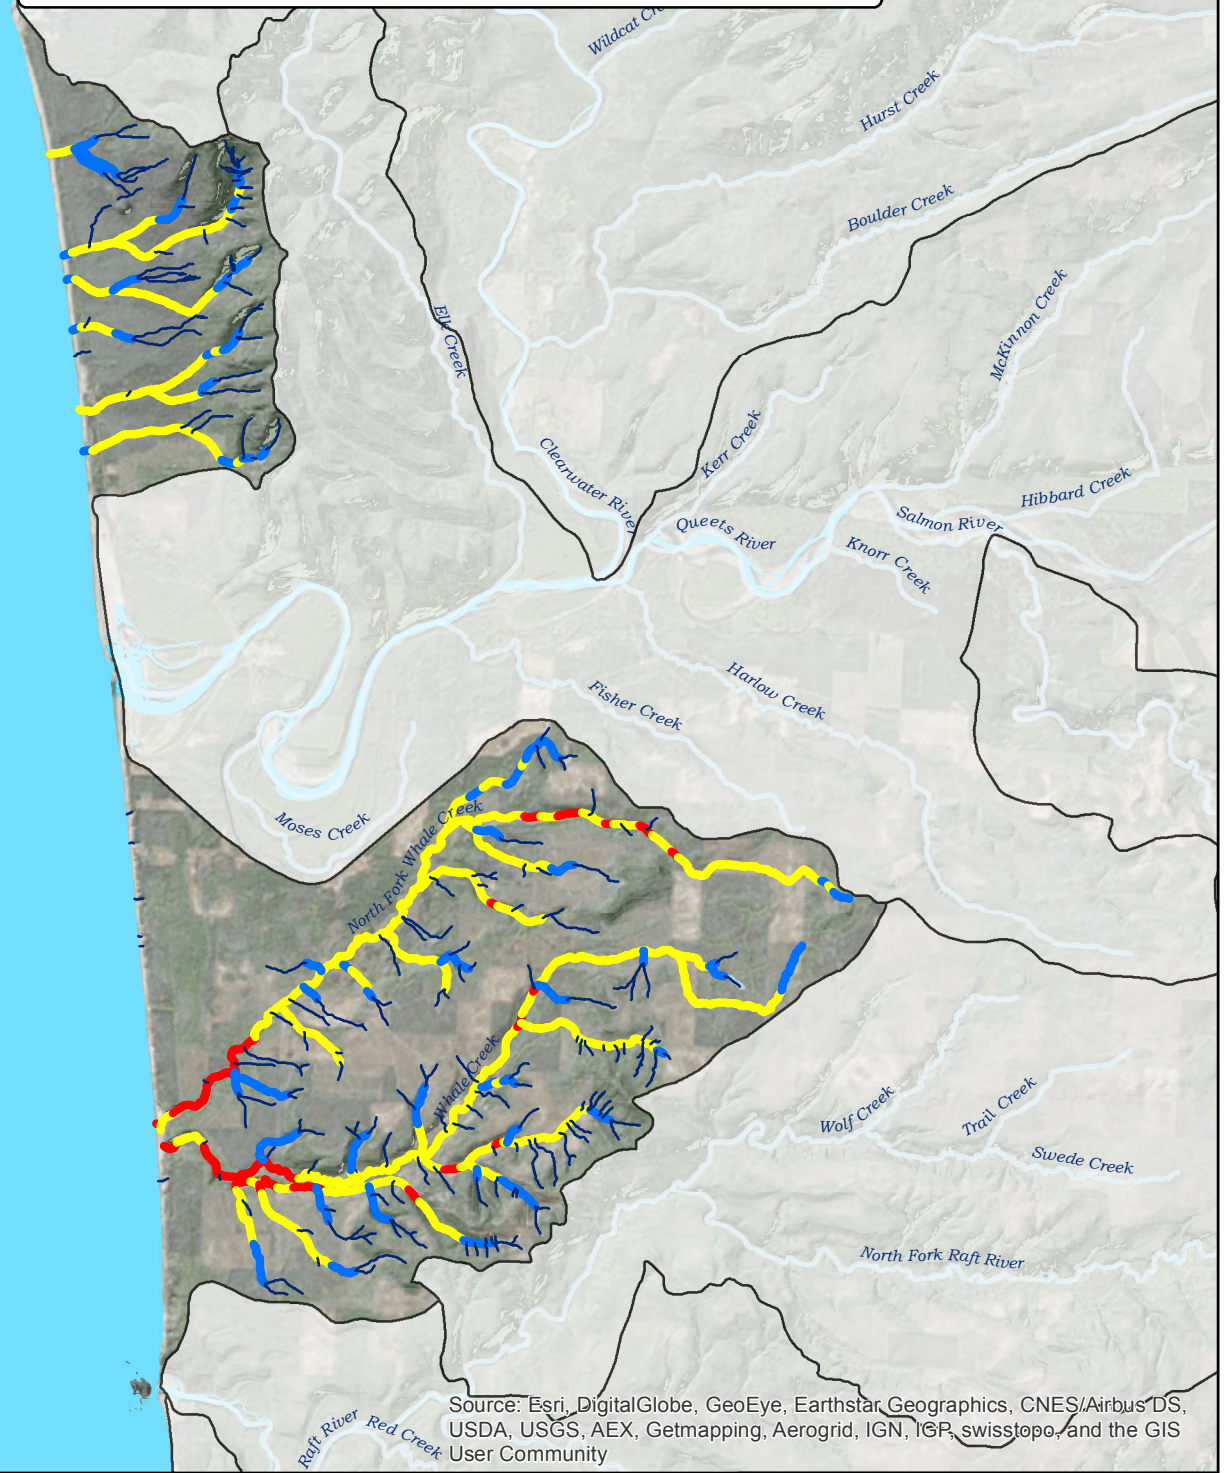 Wildcat
Hurst Creek
Boulder Creek
McKinnon Creek
Elk Creek
Kerr Creek
Clearwater River
Queets River
Hibbard Creek
Salmon River
Knorr Creek
Harlow Creek
Fisher Creek
Moses Creek
North Fork Whale Creek
Whale Creek
Wolf Creek
Trail Creek
Swede Creek
North Fork Raft River
Raft River
Red Creek
Source: Esri, DigitalGlobe, GeoEye, Earthstar Geographics, CNES/Airbus DS,
USDA, USGS, AEX, Getmapping, Aerogrid, IGN, IGP, swisstopo, and the GIS
User Community